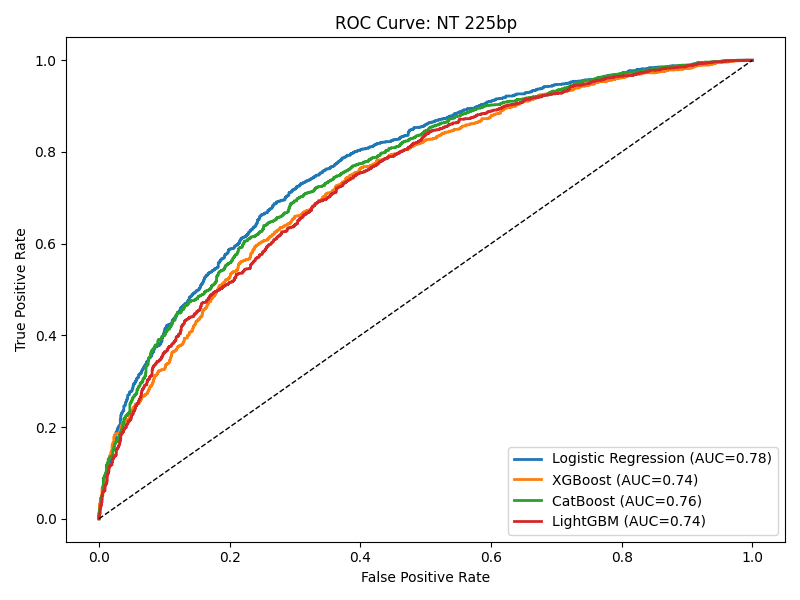 ROC Curve: NT 225bp
True Positive Rate
1.0
0.8
0.6
0.4
0.2
0.0
0.0 0.2 0.4 0.6 0.8 1.0
False Positive Rate
Logistic Regression (AUC=0.78)
XGBoost (AUC=0.74)
CatBoost (AUC=0.76)
LightGBM (AUC=0.74)